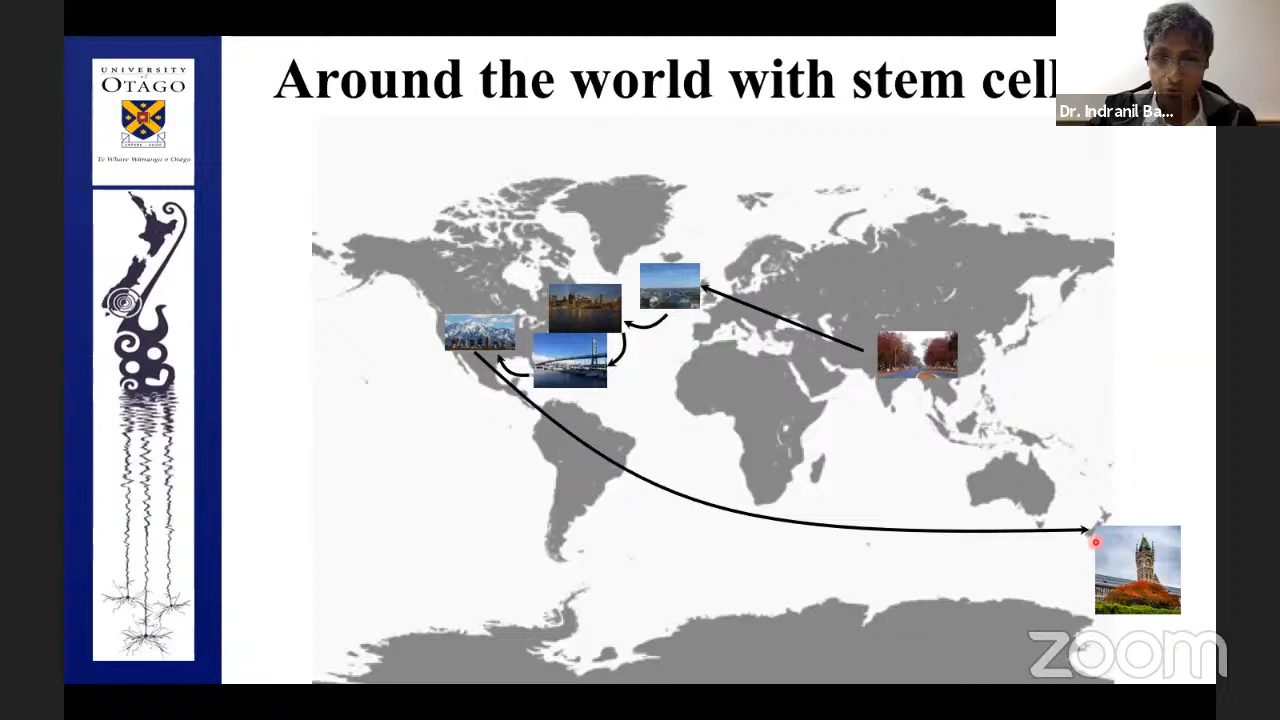 Around the world with stem cell
Dr. Indranil Ba...
UNIVERSITY
of
OTAGO
Te Whare Wānanga o Otāgo
zoom